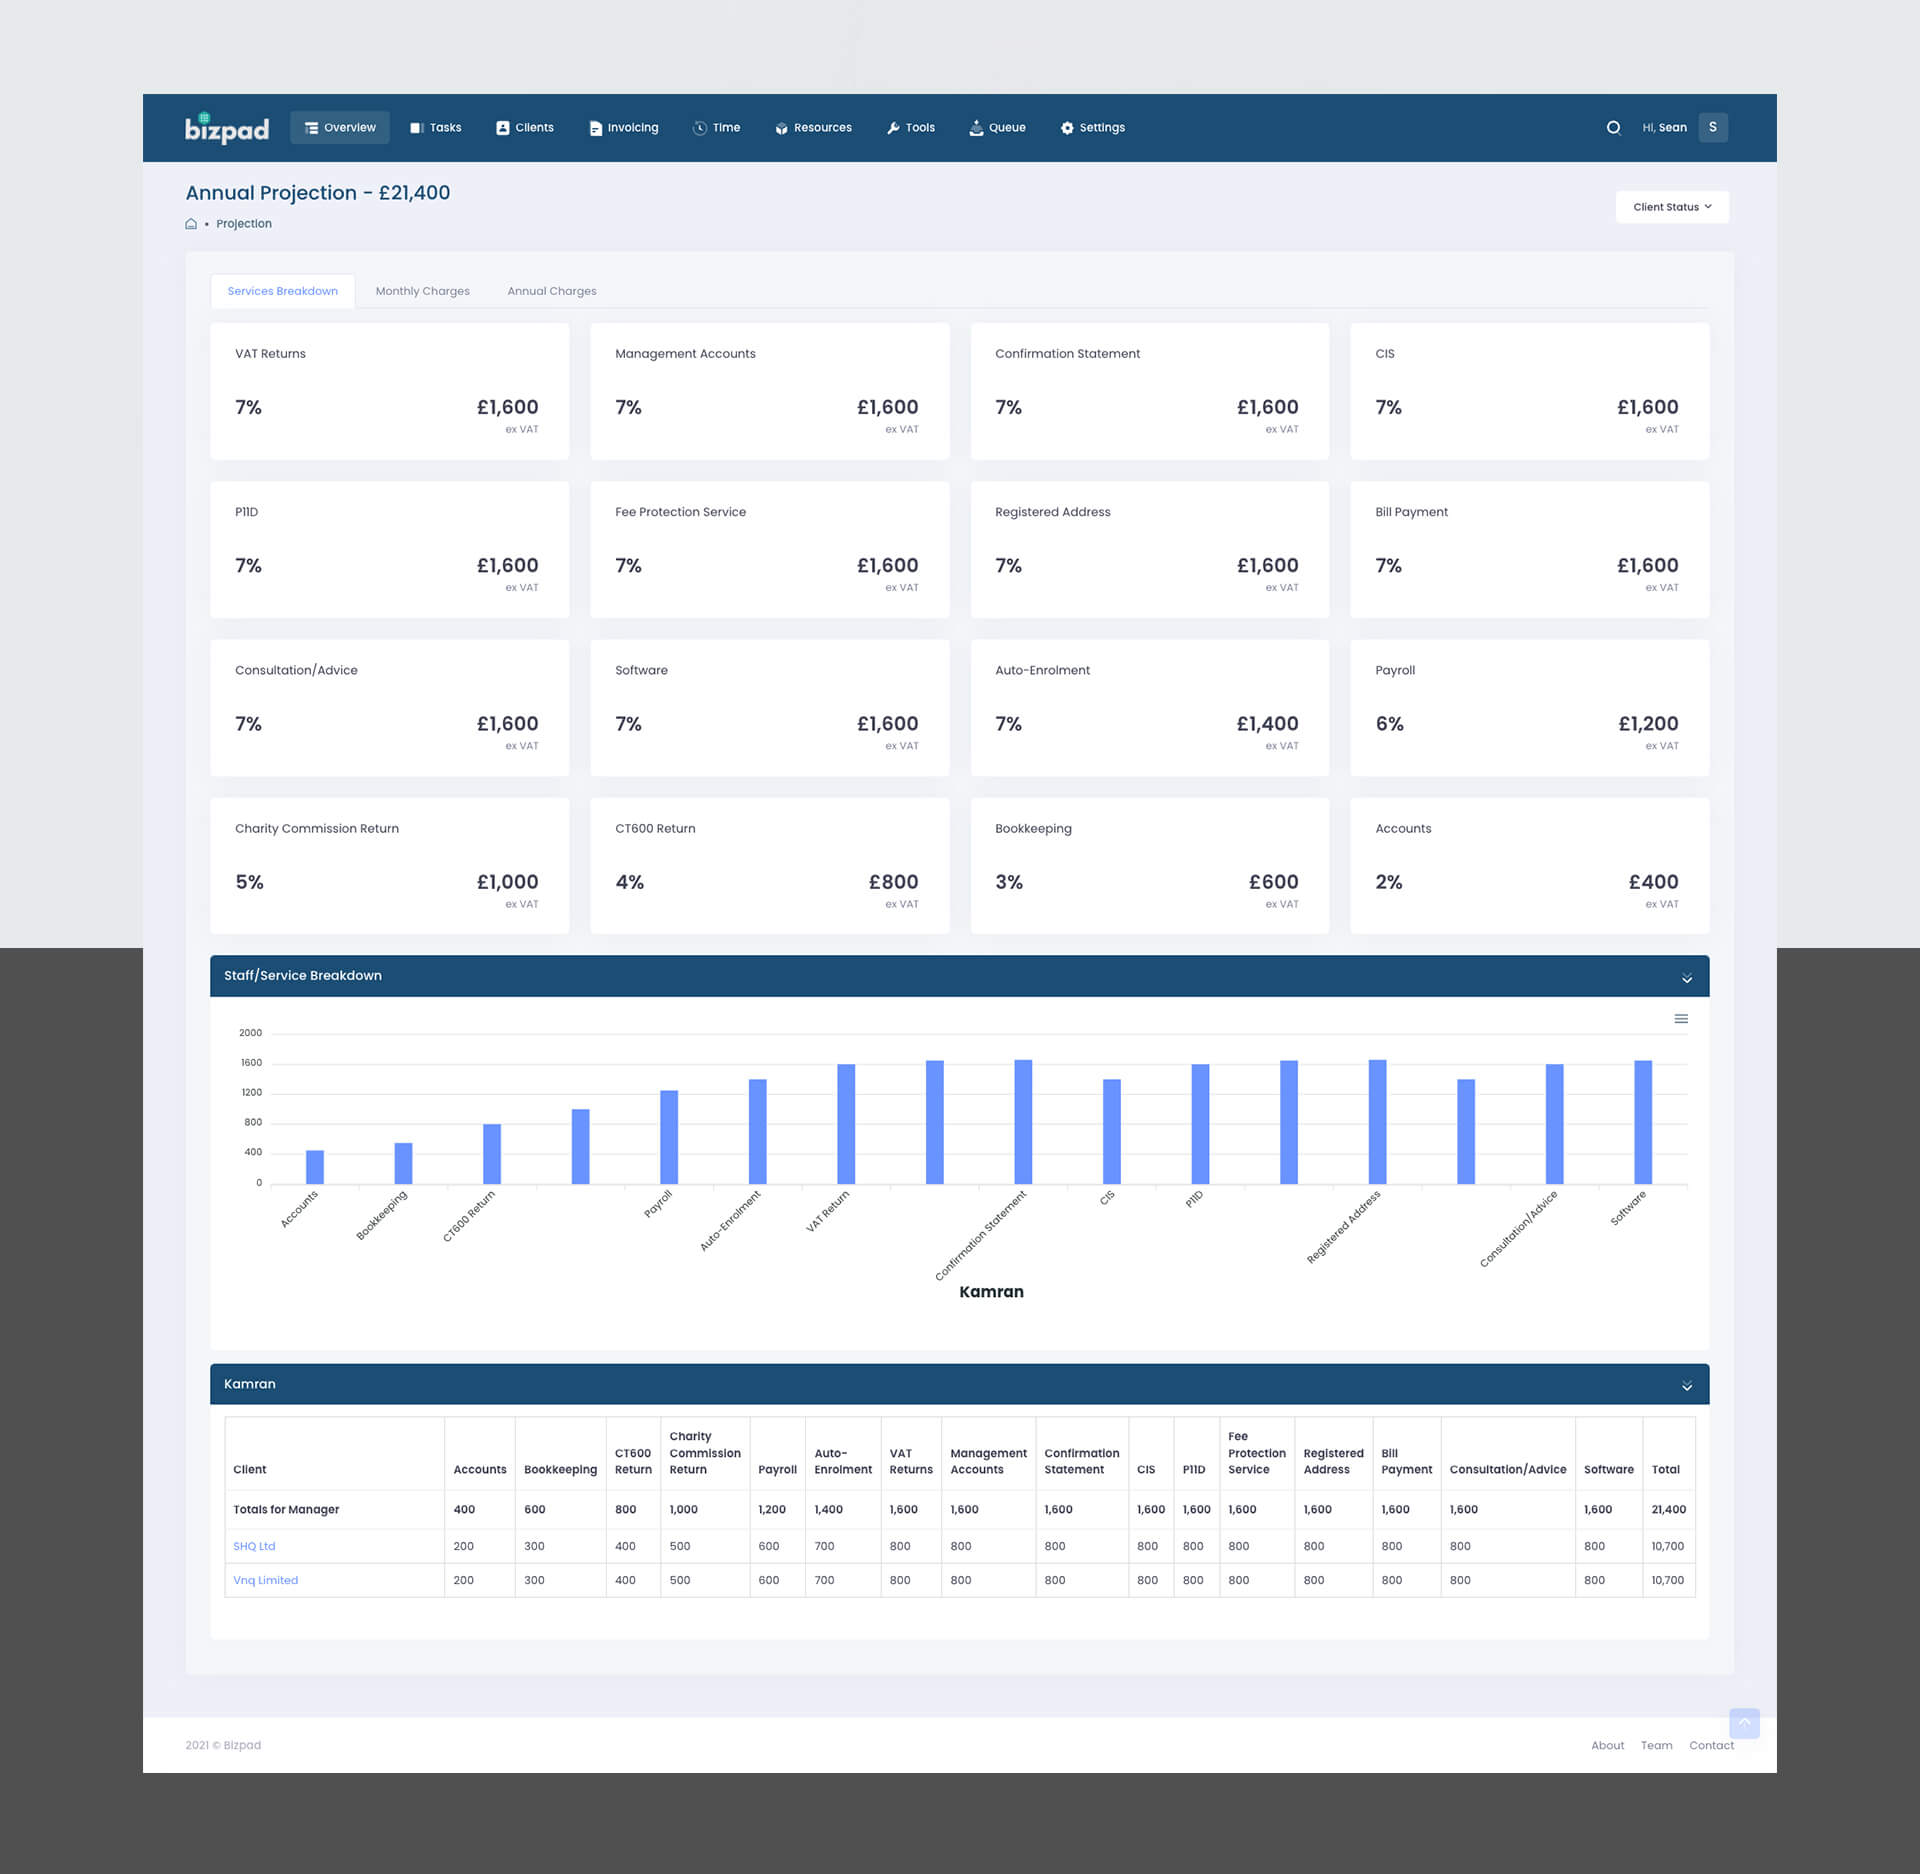 bizpad
Overview
Tasks
Clients
Invoicing
Time
Resources
Tools
Queue
Settings
Hi, Sean
S
Annual Projection - £21,400
Client Status
• Projection
Services Breakdown
Monthly Charges
Annual Charges
VAT Returns
7%
£1,600
ex VAT
Management Accounts
7%
£1,600
ex VAT
Confirmation Statement
7%
£1,600
ex VAT
CIS
7%
£1,600
ex VAT
P11D
7%
£1,600
ex VAT
Fee Protection Service
7%
£1,600
ex VAT
Registered Address
7%
£1,600
ex VAT
Bill Payment
7%
£1,600
ex VAT
Consultation/Advice
7%
£1,600
ex VAT
Software
7%
£1,600
ex VAT
Auto-Enrolment
7%
£1,400
ex VAT
Payroll
6%
£1,200
ex VAT
Charity Commission Return
5%
£1,000
ex VAT
CT600 Return
4%
£800
ex VAT
Bookkeeping
3%
£600
ex VAT
Accounts
2%
£400
ex VAT
Staff/Service Breakdown
2000
1600
1200
800
400
0
Accounts
Bookkeeping
CT600 Return
Payroll
Auto-Enrolment
VAT Return
Confirmation Statement
CIS
P11D
Registered Address
Consultation/Advice
Software
Kamran
Kamran
Client Accounts Bookkeeping CT600 Return Charity Commission Return Payroll Auto-Enrolment VAT Returns Management Accounts Confirmation Statement CIS P11D Fee Protection Service Registered Address Bill Payment Consultation/Advice Software Total
Totals for Manager 400 600 800 1,000 1,200 1,400 1,600 1,600 1,600 1,600 1,600 1,600 1,600 1,600 1,600 1,600 21,400
SHQ Ltd 200 300 400 500 600 700 800 800 800 800 800 800 800 800 800 800 10,700
Vnq Limited 200 300 400 500 600 700 800 800 800 800 800 800 800 800 800 800 10,700
2021 © Bizpad
About
Team
Contact